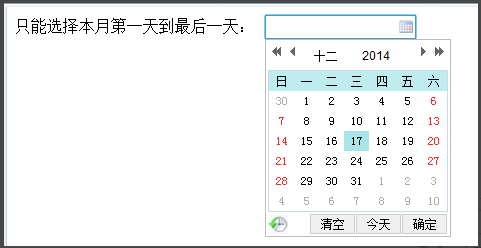 只能选择本月第一天到最后一天：
十二 2014
日 一 二 三 四 五 六
30 1 2 3 4 5 6
7 8 9 10 11 12 13
14 15 16 17 18 19 20
21 22 23 24 25 26 27
28 29 30 31 1 2 3
4 5 6 7 8 9 10
清空 今天 确定